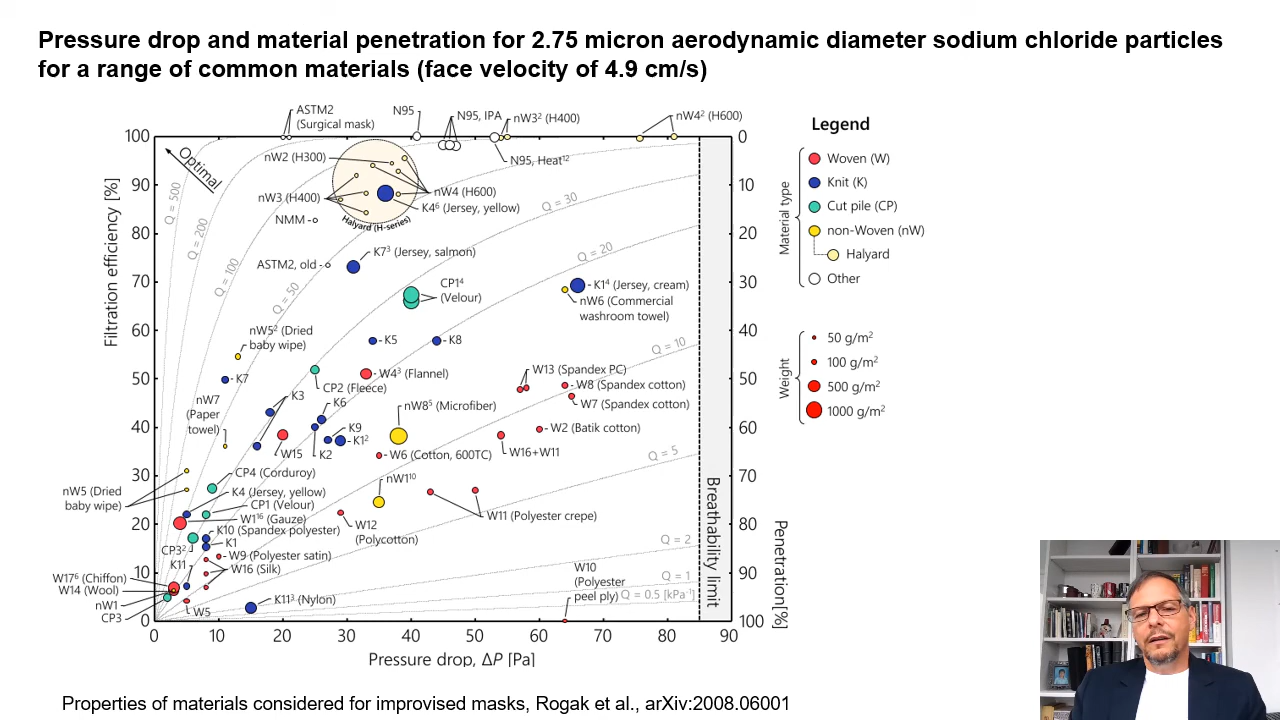 Pressure drop and material penetration for 2.75 micron aerodynamic diameter sodium chloride particles
for a range of common materials (face velocity of 4.9 cm/s)
ASTM2
(Surgical mask)
N95
N95, IPA
nW3² (H400)
nW4² (H600)
N95, Heat¹²
Optimal
nW2 (H300)
nW3 (H400)
nW4 (H600)
K4⁶ (Jersey, yellow)
Halyard (H-series)
NMM
K7³ (Jersey, salmon)
ASTM2, old
CP1⁴
(Velour)
K1⁴ (Jersey, cream)
nW6 (Commercial
washroom towel)
nW5² (Dried
baby wipe)
K5
K8
K7
W4³ (Flannel)
CP2 (Fleece)
W13 (Spandex PC)
W8 (Spandex cotton)
W7 (Spandex cotton)
nW7
(Paper
towel)
K3
K6
nW8⁵ (Microfiber)
K9
K1²
W15
K2
W2 (Batik cotton)
W16+W11
W6 (Cotton, 600TC)
nW5 (Dried
baby wipe)
CP4 (Corduroy)
K4 (Jersey, yellow)
CP1 (Velour)
W1¹⁶ (Gauze)
K10 (Spandex polyester)
K1
CP3²
W9 (Polyester satin)
W16 (Silk)
K11
nW1¹⁰
W12
(Polycotton)
W11 (Polyester crepe)
W17⁶ (Chiffon)
W14 (Wool)
nW1
CP3
W5
K11³ (Nylon)
W10
(Polyester
peel ply)
Q = 500
Q = 200
Q = 100
Q = 50
Q = 30
Q = 20
Q = 10
Q = 5
Q = 2
Q = 1
Q = 0.5 [kPa⁻¹]
Filtration efficiency [%]
100
90
80
70
60
50
40
30
20
10
0
0
10
20
30
40
50
60
70
80
90
100
Penetration[%]
Breathability limit
0
10
20
30
40
50
60
70
80
90
Pressure drop, ΔP [Pa]
Legend
Material type
Woven (W)
Knit (K)
Cut pile (CP)
non-Woven (nW)
Halyard
Other
Weight
50 g/m²
100 g/m²
500 g/m²
1000 g/m²
Properties of materials considered for improvised masks, Rogak et al., arXiv:2008.06001